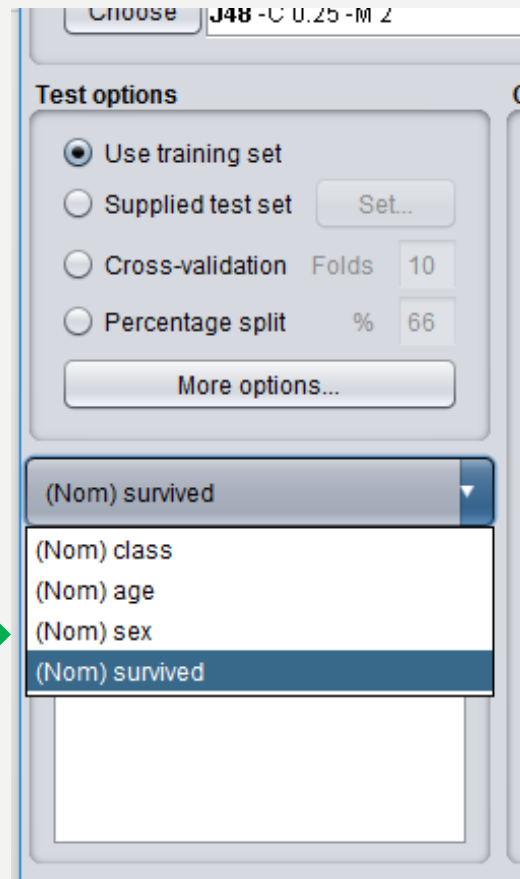 Choose J48 -C 0.25 -M 2
Test options
Use training set
Supplied test set Set...
Cross-validation Folds 10
Percentage split % 66
More options...
(Nom) survived
(Nom) class
(Nom) age
(Nom) sex
(Nom) survived